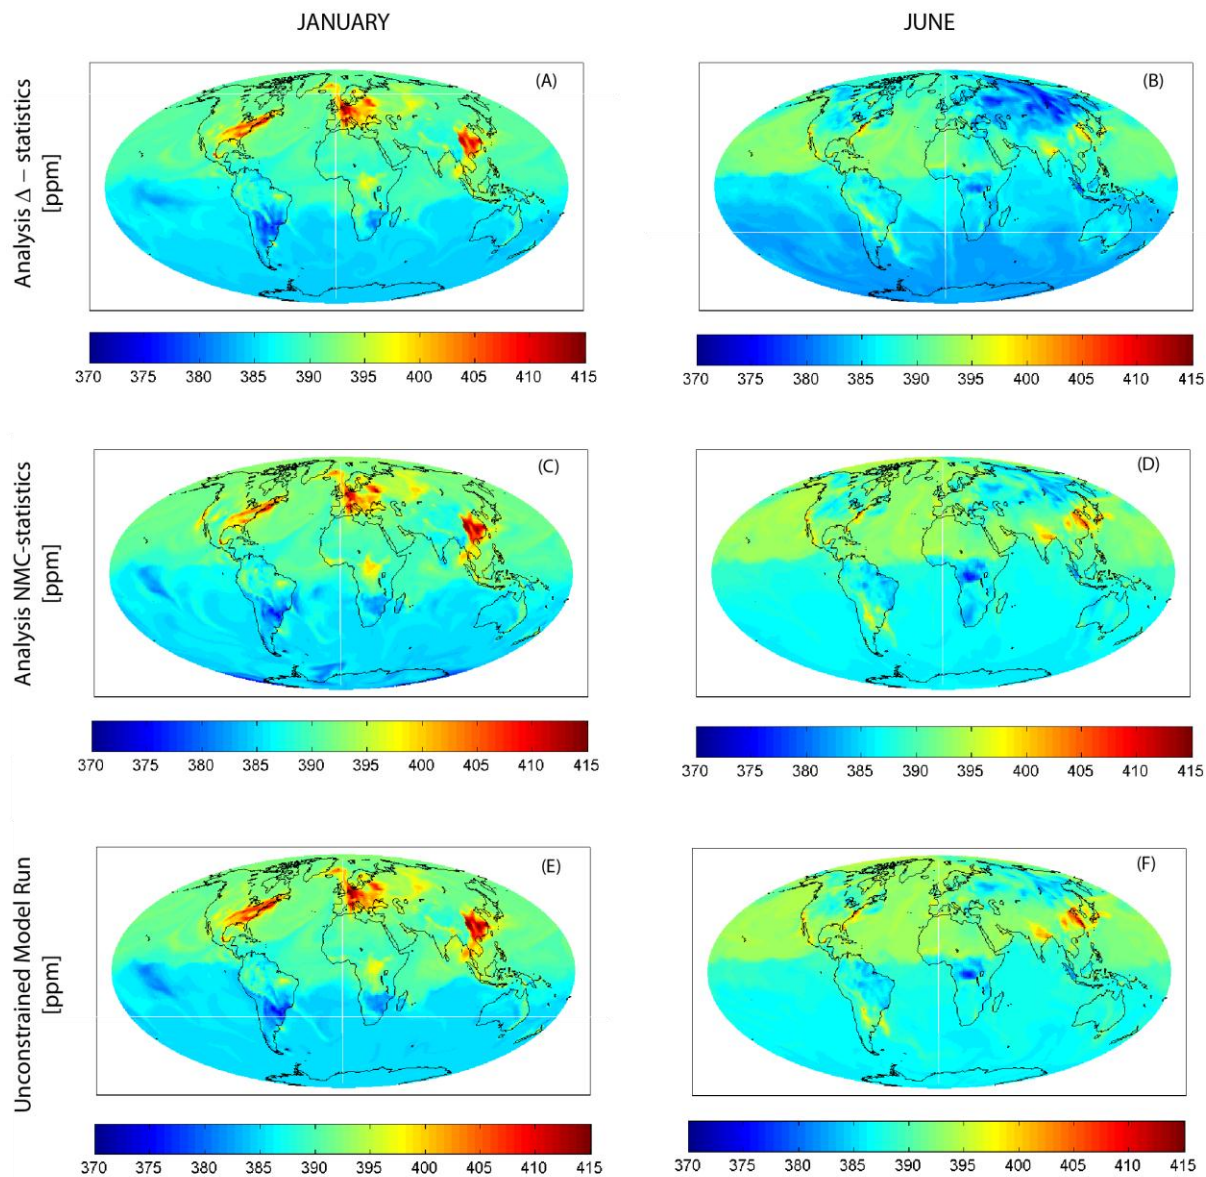 JANUARY
JUNE
Analysis Δ – statistics
[ppm]
(A)
(B)
370 375 380 385 390 395 400 405 410 415
370 375 380 385 390 395 400 405 410 415
Analysis NMC-statistics
[ppm]
(C)
(D)
370 375 380 385 390 395 400 405 410 415
370 375 380 385 390 395 400 405 410 415
Unconstrained Model Run
[ppm]
(E)
(F)
370 375 380 385 390 395 400 405 410 415
370 375 380 385 390 395 400 405 410 415